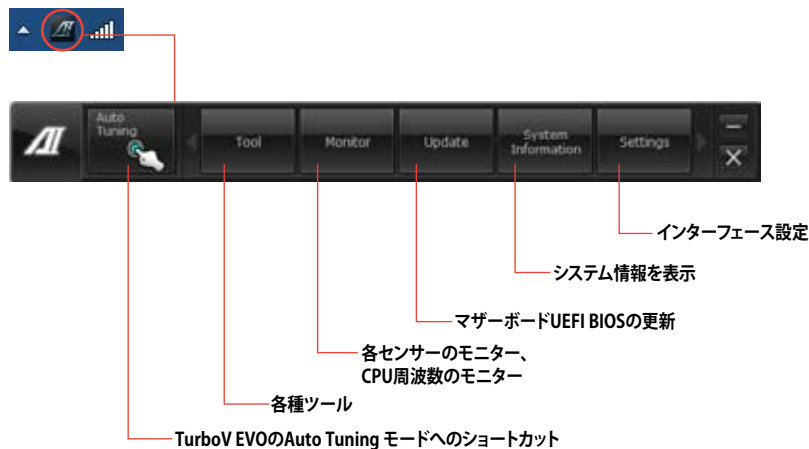 Auto
Tuning
Tool
Monitor
Update
System
Information
Settings
インターフェース設定
システム情報を表示
マザーボードUEFI BIOSの更新
各センサーのモニター、
CPU周波数のモニター
各種ツール
TurboV EVOのAuto Tuning モードへのショートカット